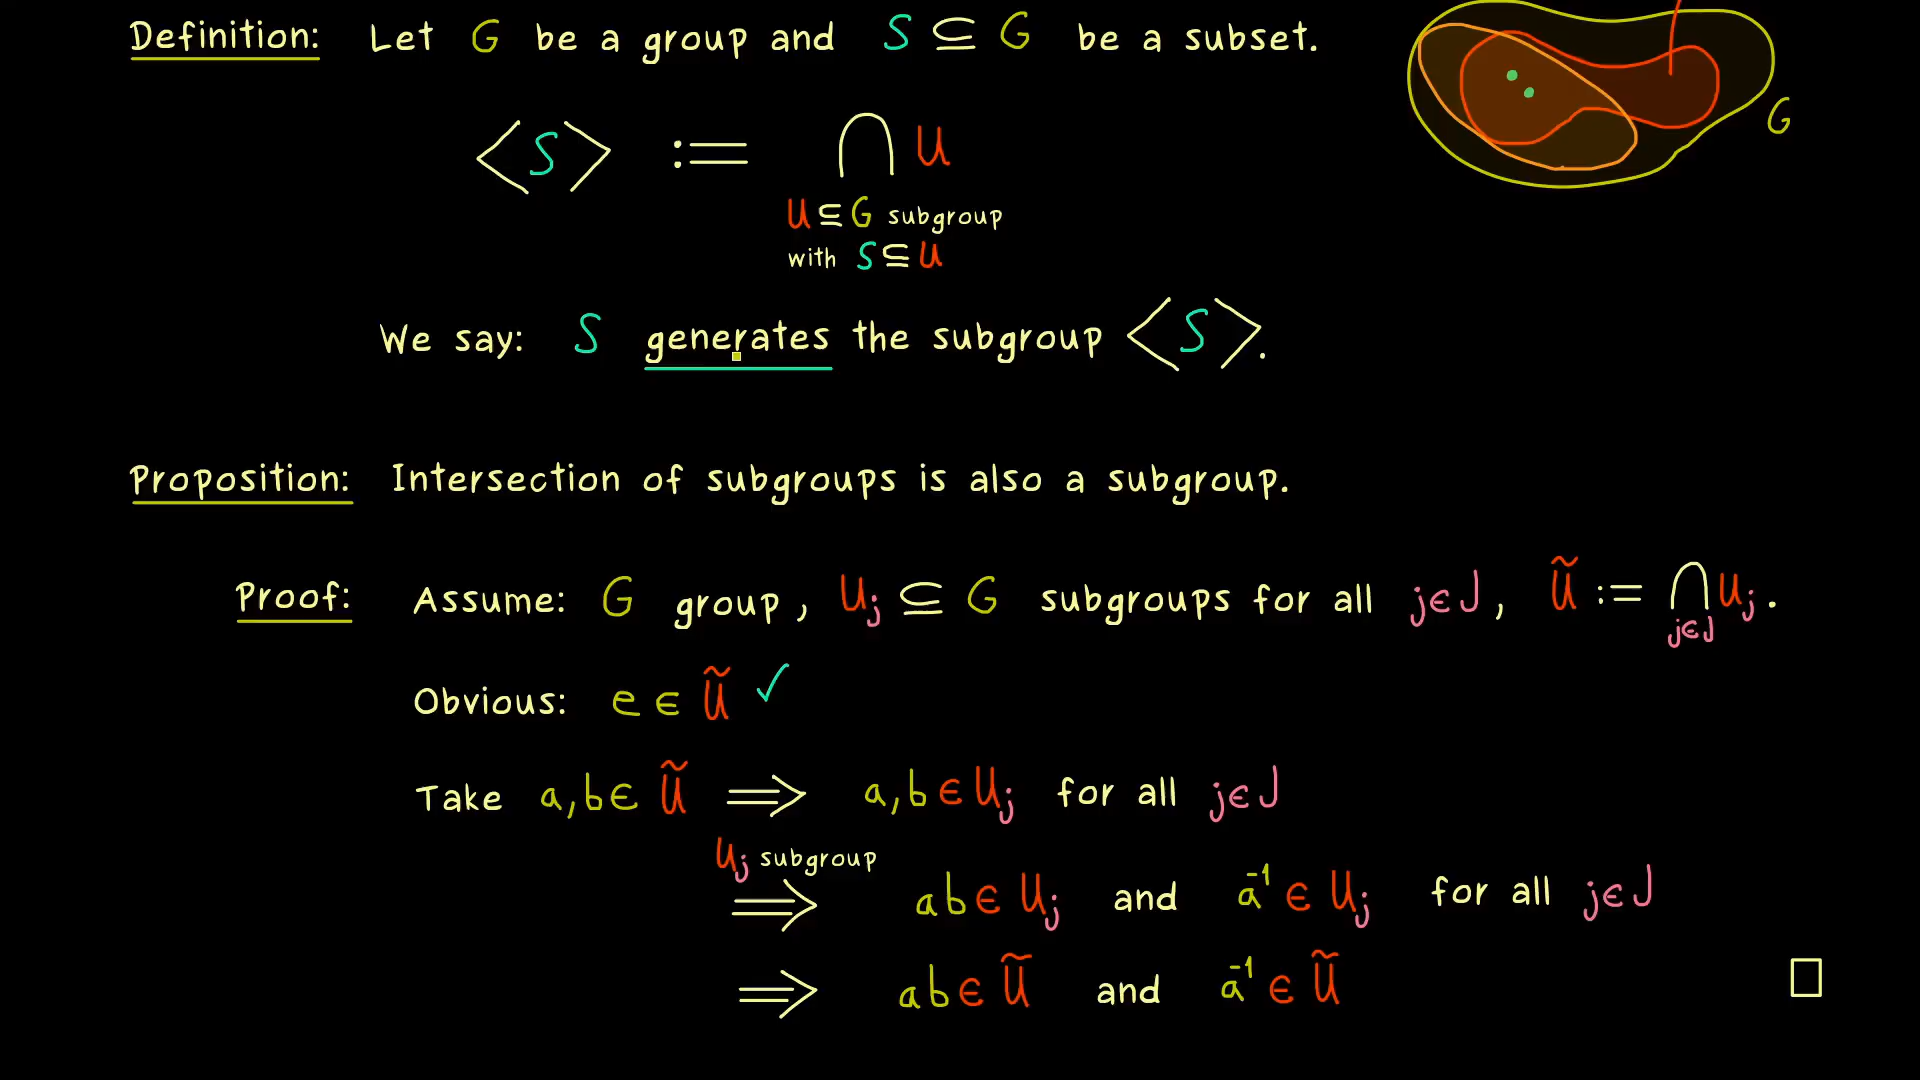 Definition: Let G be a group and S ⊆ G be a subset.
G
⟨S⟩ := ⋂ U
U ⊆ G subgroup
with S ⊆ U
We say: S generates the subgroup ⟨S⟩.
Proposition: Intersection of subgroups is also a subgroup.
Proof: Assume: G group, Uj ⊆ G subgroups for all j∈J, Ũ := ⋂ Uj.
j∈J
Obvious: e ∈ Ũ ✓
Take a,b ∈ Ũ ⟹ a,b ∈ Uj for all j∈J
Uj subgroup
⟹ ab ∈ Uj and a⁻¹ ∈ Uj for all j∈J
⟹ ab ∈ Ũ and a⁻¹ ∈ Ũ □